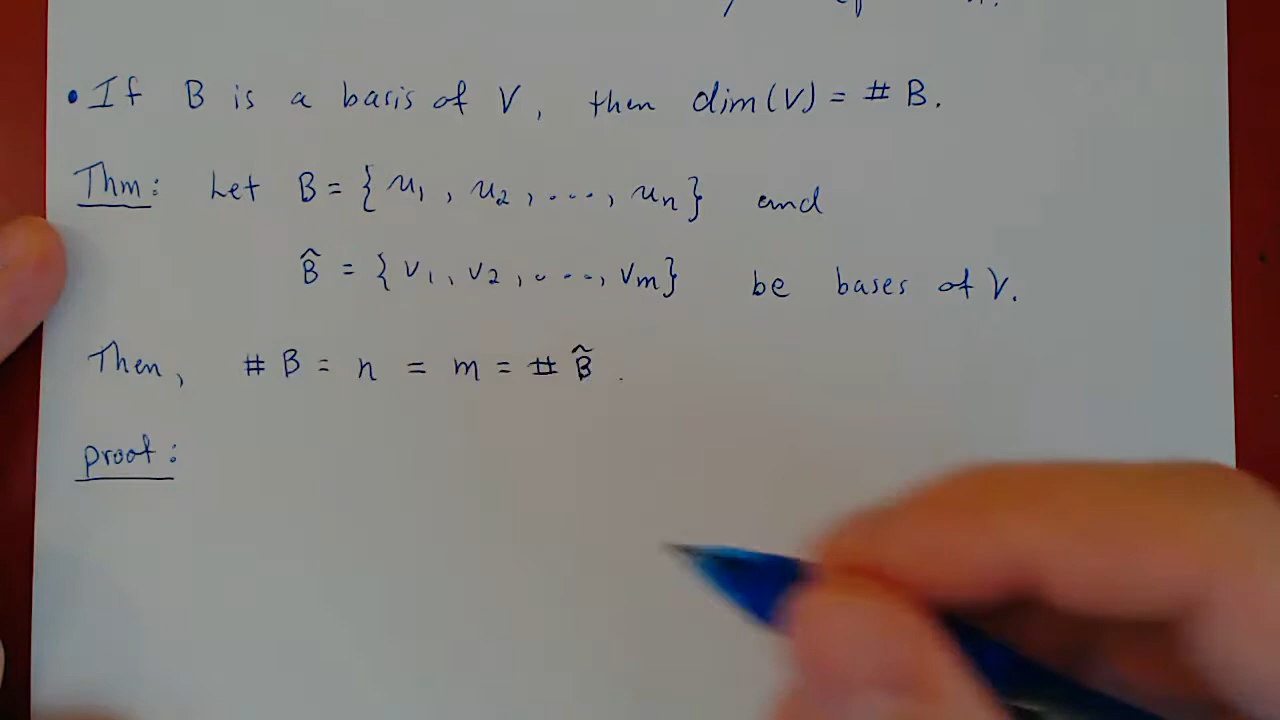 • If B is a basis of V, then dim(V) = # B.
Thm: Let B = {u₁, u₂, ..., uₙ} and
B̂ = {v₁, v₂, ..., vₘ} be bases of V.
Then, # B = n = m = # B̃.
proof: